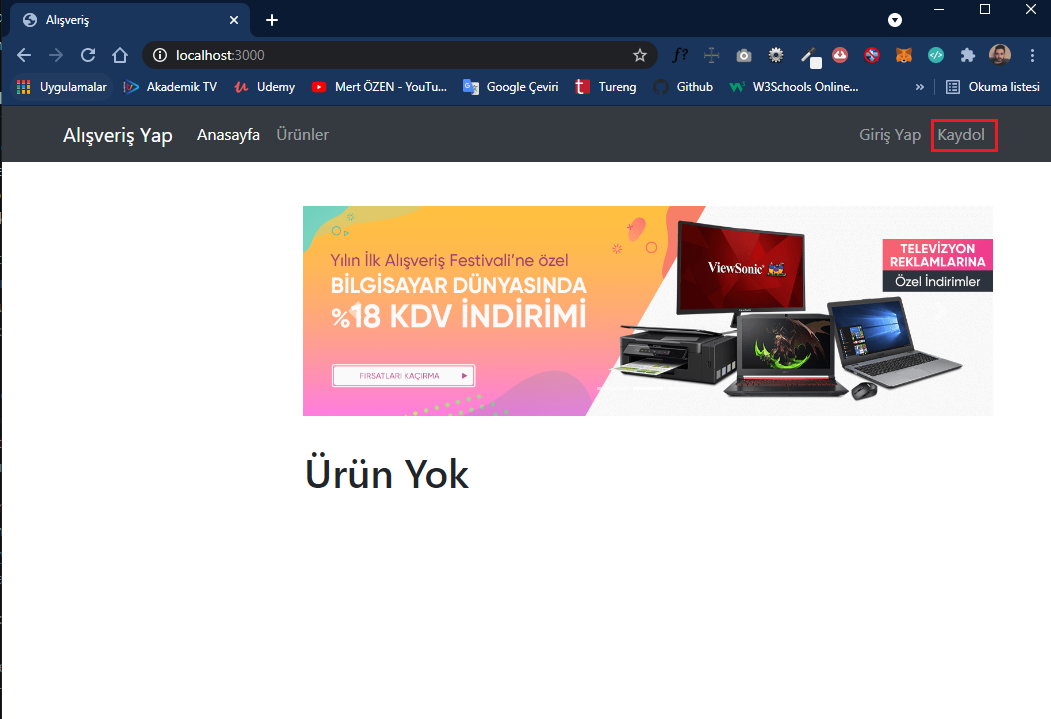 Alışveriş
localhost:3000
f?
Uygulamalar Akademik TV Udemy Mert ÖZEN - YouTu... Google Çeviri Tureng Github W3Schools Online... » Okuma listesi
Alışveriş Yap Anasayfa Ürünler Giriş Yap Kaydol
Yılın İlk Alışveriş Festivali’ne özel
BİLGİSAYAR DÜNYASINDA
%18 KDV İNDİRİMİ
FIRSATLARI KAÇIRMA
ViewSonic
TELEVİZYON
REKLAMLARINA
Özel İndirimler
Ürün Yok